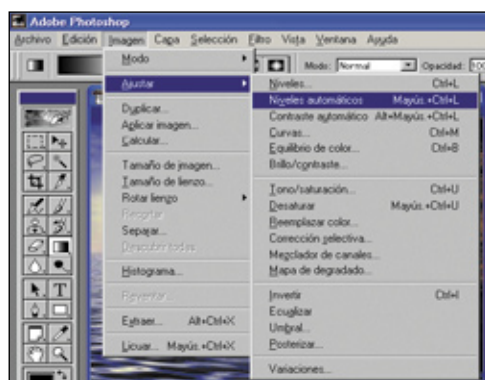 Adobe Photoshop
Archivo Edición Imagen Capa Selección Filtro Vista Ventana Ayuda
Modo: Normal Opacidad: 100
Modo
Ajustar
Duplicar...
Aplicar imagen...
Calcular...
Tamaño de imagen...
Tamaño de lienzo...
Rotar lienzo
Recortar
Separar...
Descubrir todas
Histograma...
Reventar...
Extraer... Alt+Ctrl+X
Licuar... Mayús.+Ctrl+X
Niveles... Ctrl+L
Niveles automáticos Mayús.+Ctrl+L
Contraste automático Alt+Mayús.+Ctrl+L
Curvas... Ctrl+M
Equilibrio de color... Ctrl+B
Brillo/contraste...
Tono/saturación... Ctrl+U
Desaturar Mayús.+Ctrl+U
Reemplazar color...
Corrección selectiva...
Mezclador de canales...
Mapa de degradado...
Invertir Ctrl+I
Ecualizar
Umbral...
Posterizar...
Variaciones...
T